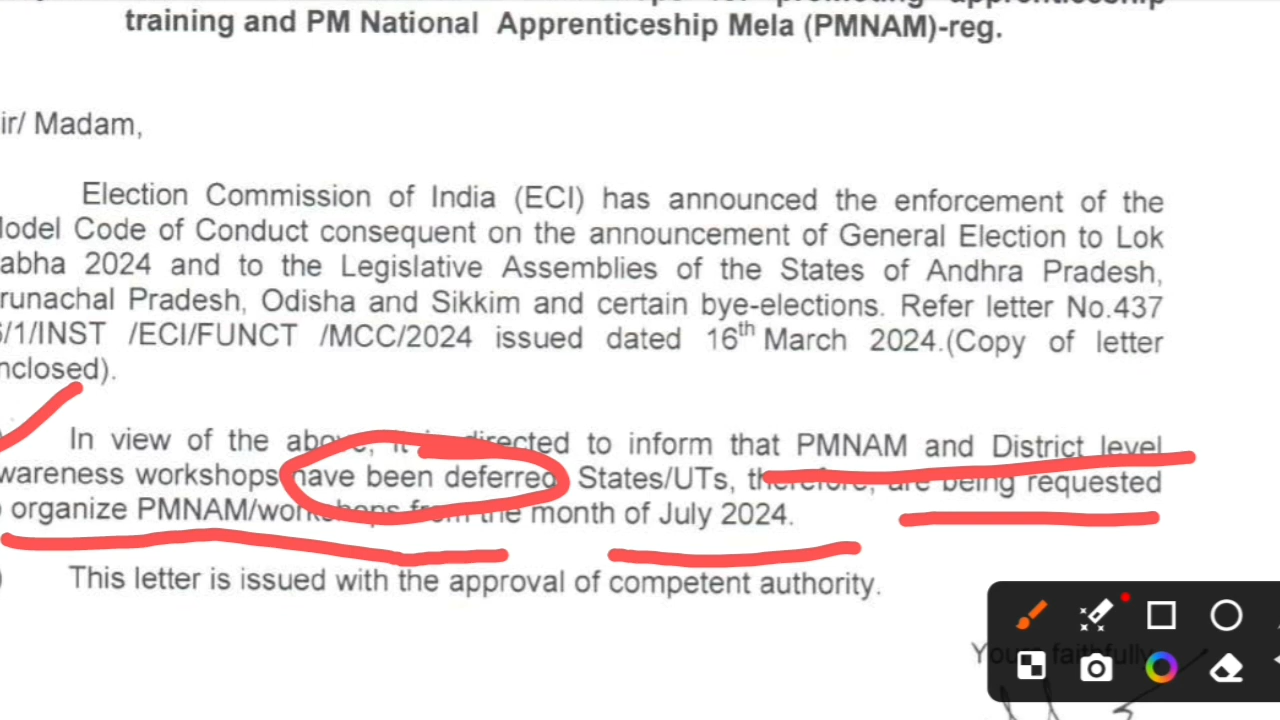 promoting apprenticeship
training and PM National Apprenticeship Mela (PMNAM)-reg.
ir/ Madam,
Election Commission of India (ECI) has announced the enforcement of the
lodel Code of Conduct consequent on the announcement of General Election to Lok
abha 2024 and to the Legislative Assemblies of the States of Andhra Pradesh,
runachal Pradesh, Odisha and Sikkim and certain bye-elections. Refer letter No.437
6/1/INST /ECI/FUNCT /MCC/2024 issued dated 16th March 2024.(Copy of letter
nclosed).
In view of the above, it is directed to inform that PMNAM and District level
wareness workshops have been deferred. States/UTs, therefore, are being requested
organize PMNAM/workshops from the month of July 2024.
) This letter is issued with the approval of competent authority.
Yours faithfully